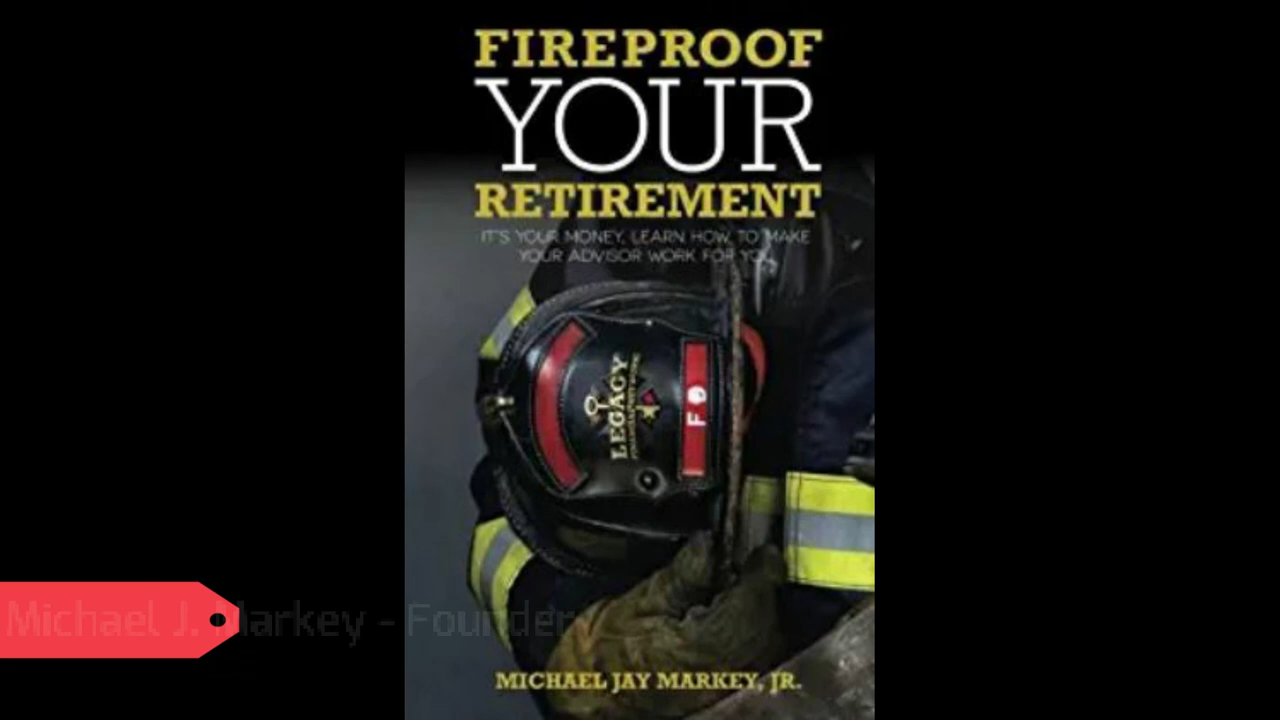 FIREPROOF
YOUR
RETIREMENT
IT'S YOUR MONEY, LEARN HOW TO MAKE
YOUR ADVISOR WORK FOR YOU
LEGACY
F
Michael J. Markey - Founder
MICHAEL JAY MARKEY, JR.